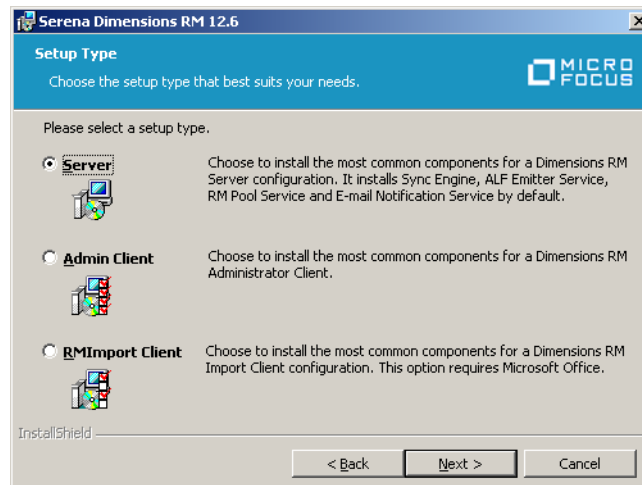 Serena Dimensions RM 12.6
Setup Type
Choose the setup type that best suits your needs.
MICRO
FOCUS
Please select a setup type.
Server
Choose to install the most common components for a Dimensions RM
Server configuration. It installs Sync Engine, ALF Emitter Service,
RM Pool Service and E-mail Notification Service by default.
Admin Client
Choose to install the most common components for a Dimensions RM
Administrator Client.
RMImport Client
Choose to install the most common components for a Dimensions RM
Import Client configuration. This option requires Microsoft Office.
InstallShield
< Back
Next >
Cancel